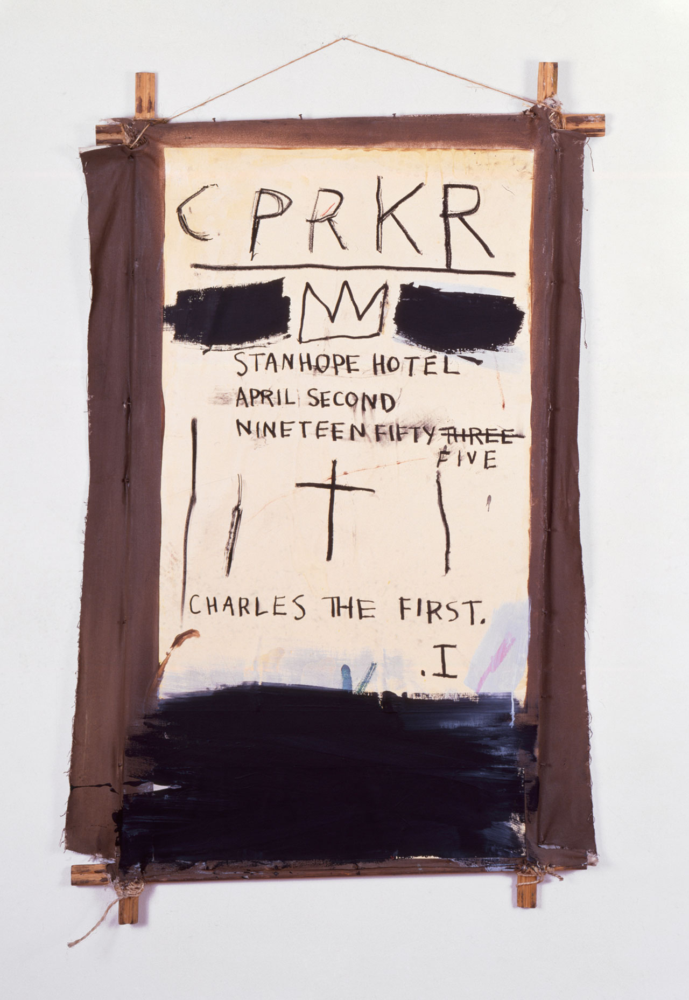 CPRKR
STANHOPE HOTEL
APRIL SECOND
NINETEEN FIFTY THREE
FIVE
CHARLES THE FIRST.
.I